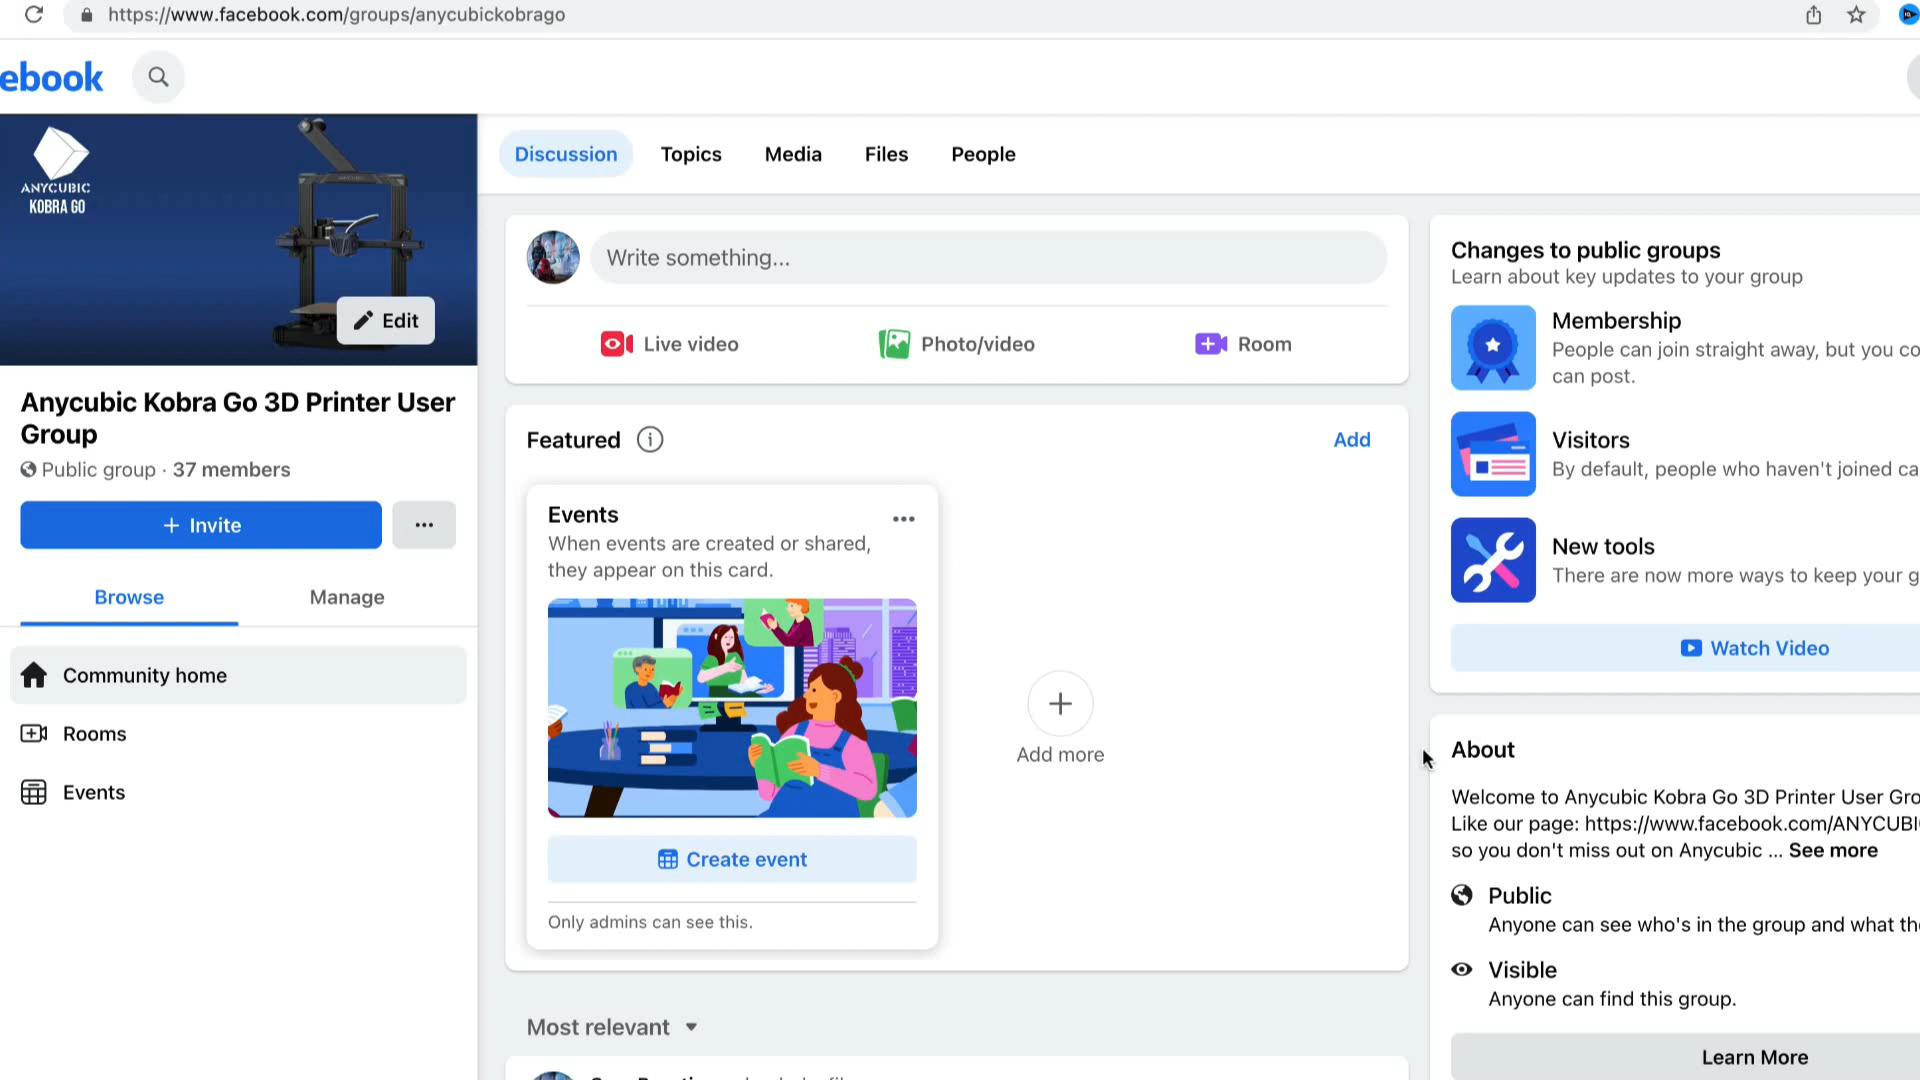 https://www.facebook.com/groups/anycubickobrago
ebook
ANYCUBIC
KOBRA GO
Edit
Anycubic Kobra Go 3D Printer User
Group
Public group · 37 members
+ Invite
Browse
Manage
Community home
Rooms
Events
Discussion
Topics
Media
Files
People
Write something...
Live video
Photo/video
Room
Featured
Add
Events
When events are created or shared,
they appear on this card.
Create event
Only admins can see this.
Add more
Most relevant
Changes to public groups
Learn about key updates to your group
Membership
People can join straight away, but you co
can post.
Visitors
By default, people who haven't joined ca
New tools
There are now more ways to keep your g
Watch Video
About
Welcome to Anycubic Kobra Go 3D Printer User Gro
Like our page: https://www.facebook.com/ANYCUBI
so you don't miss out on Anycubic ... See more
Public
Anyone can see who's in the group and what the
Visible
Anyone can find this group.
Learn More